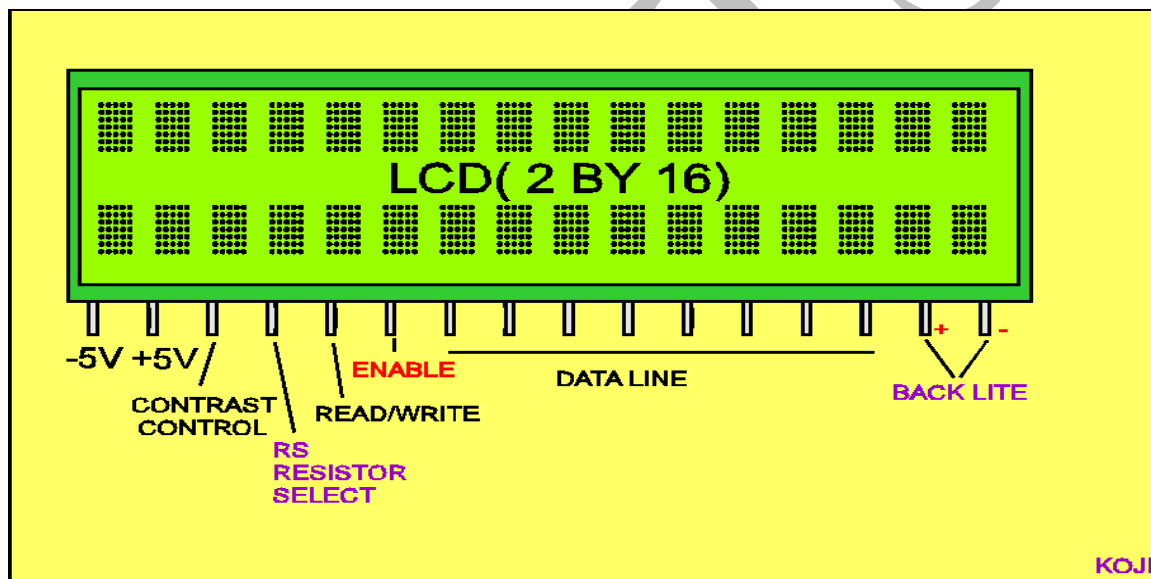 LCD( 2 BY 16)
-5V +5V
CONTRAST
CONTROL
RS
RESISTOR
SELECT
READ/WRITE
ENABLE
DATA LINE
+ -
BACK LITE